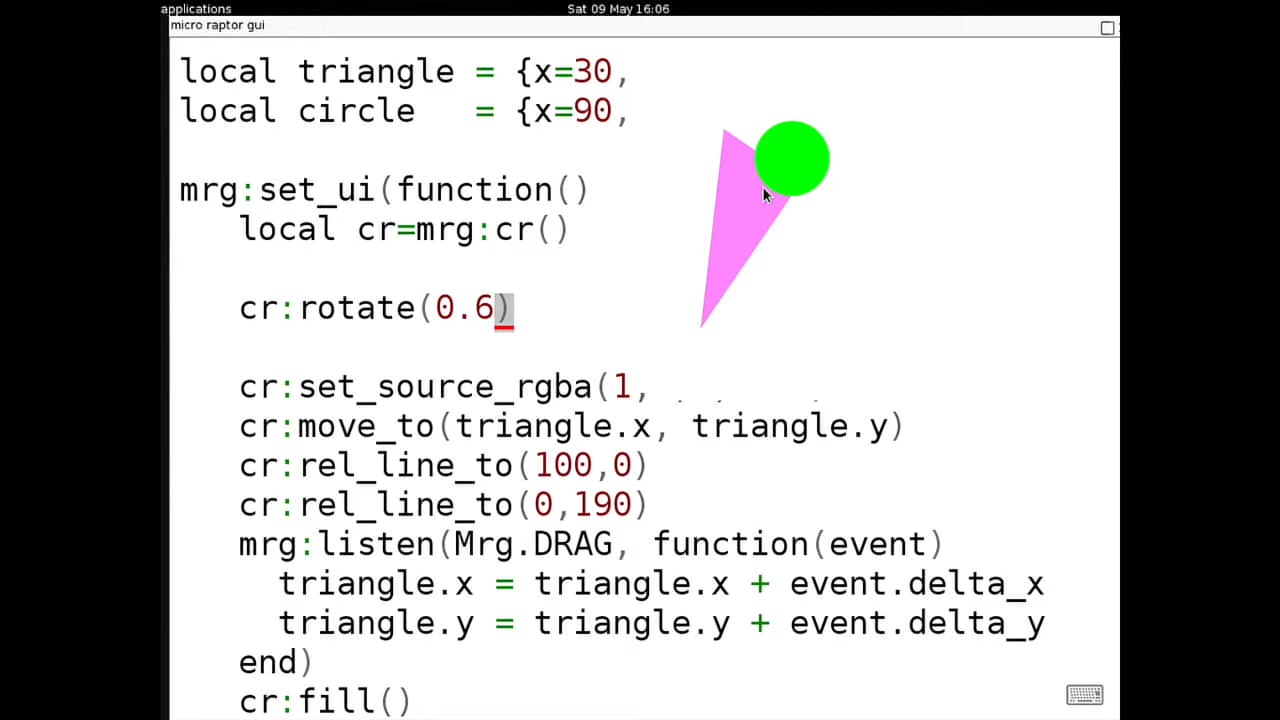 applications
Sat 09 May 16:06
micro raptor gui
local triangle = {x=30,
local circle   = {x=90,
mrg:set_ui(function()
   local cr=mrg:cr()
   cr:rotate(0.6)
   cr:set_source_rgba(1,
   cr:move_to(triangle.x, triangle.y)
   cr:rel_line_to(100,0)
   cr:rel_line_to(0,190)
   mrg:listen(Mrg.DRAG, function(event)
     triangle.x = triangle.x + event.delta_x
     triangle.y = triangle.y + event.delta_y
   end)
   cr:fill()